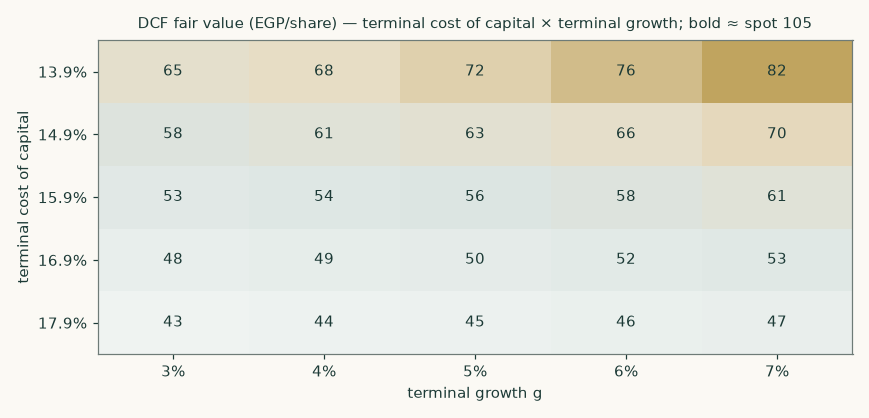 DCF fair value (EGP/share) — terminal cost of capital × terminal growth; bold ≈ spot 105
terminal cost of capital
13.9% 65 68 72 76 82
14.9% 58 61 63 66 70
15.9% 53 54 56 58 61
16.9% 48 49 50 52 53
17.9% 43 44 45 46 47
3% 4% 5% 6% 7%
terminal growth g